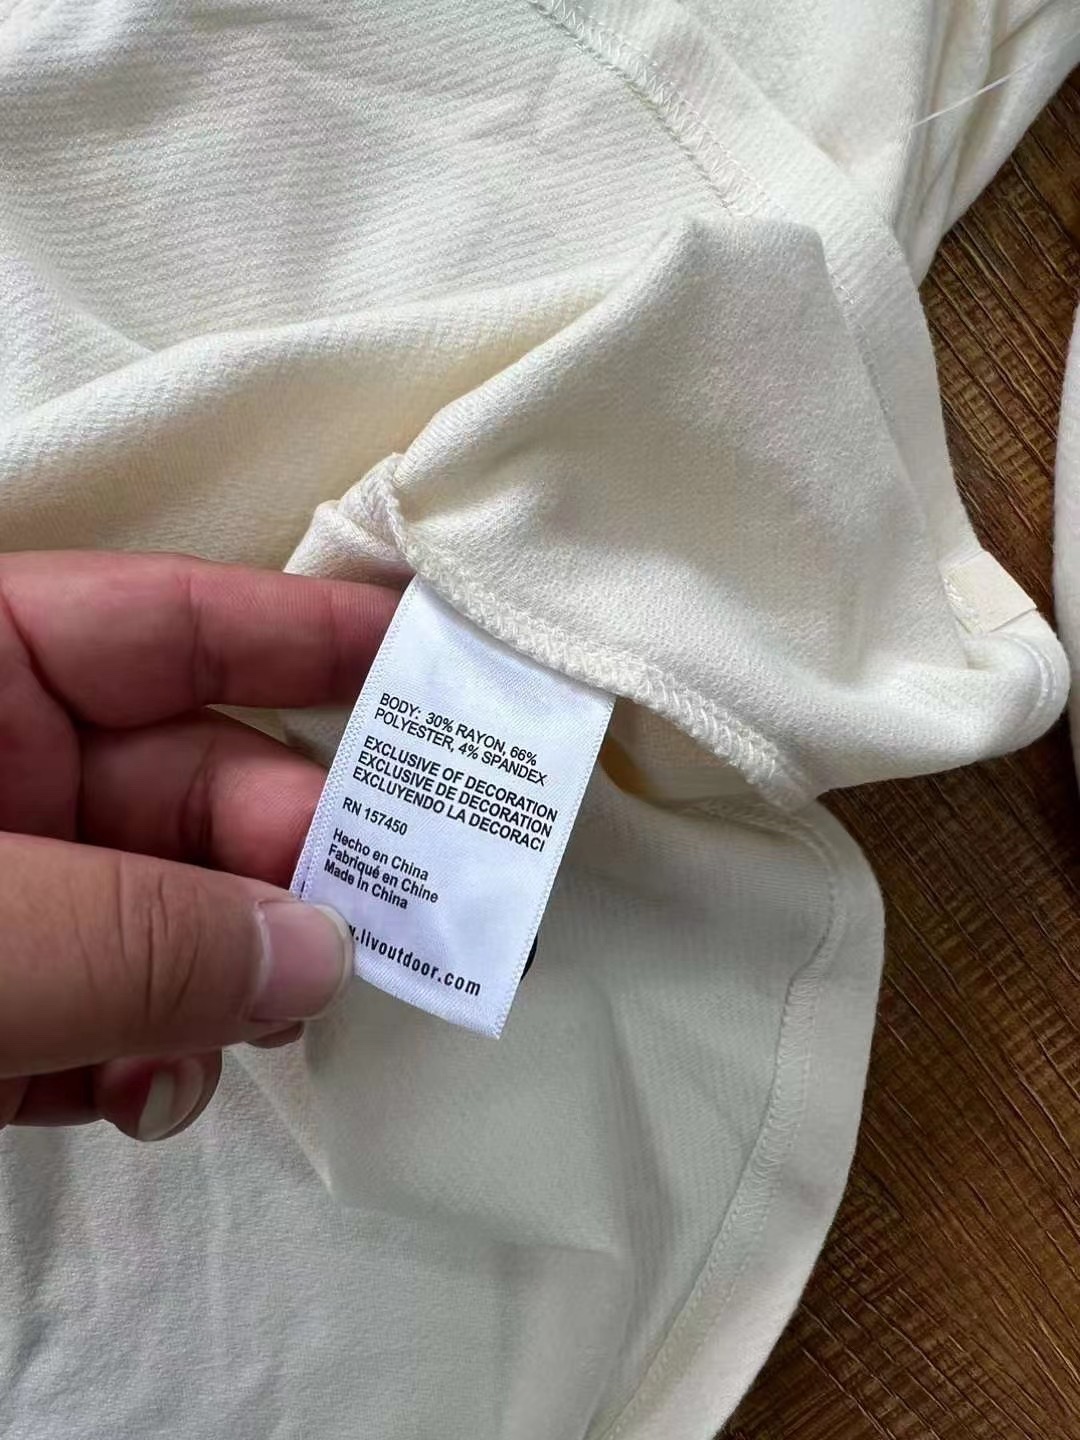 BODY: 30% RAYON, 66%
POLYESTER, 4% SPANDEX
EXCLUSIVE OF DECORATION
EXCLUSIVE DE DECORATION
EXCLUYENDO LA DECORACI
RN 157450
Hecho en China
Fabriqué en Chine
Made in China
.livoutdoor.com